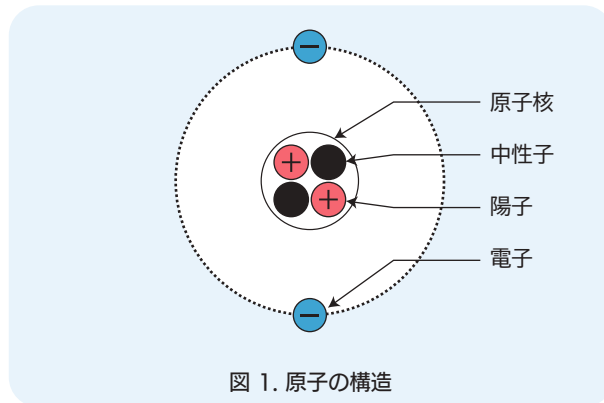 −
原子核
+
中性子
陽子
+
電子
−
図 1. 原子の構造